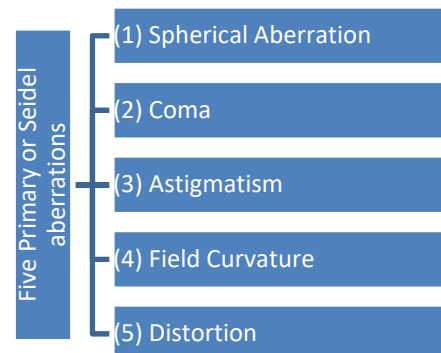 Five Primary or Seidel
aberrations
(1) Spherical Aberration
(2) Coma
(3) Astigmatism
(4) Field Curvature
(5) Distortion